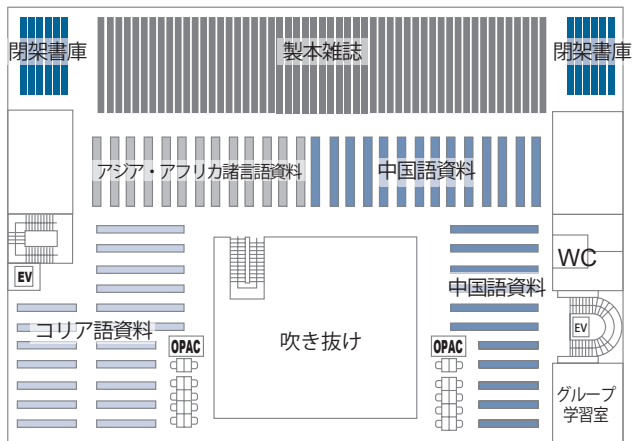 閉架書庫
製本雑誌
閉架書庫
アジア・アフリカ諸言語資料
中国語資料
WC
EV
中国語資料
コリア語資料
EV
OPAC
吹き抜け
OPAC
グループ
学習室